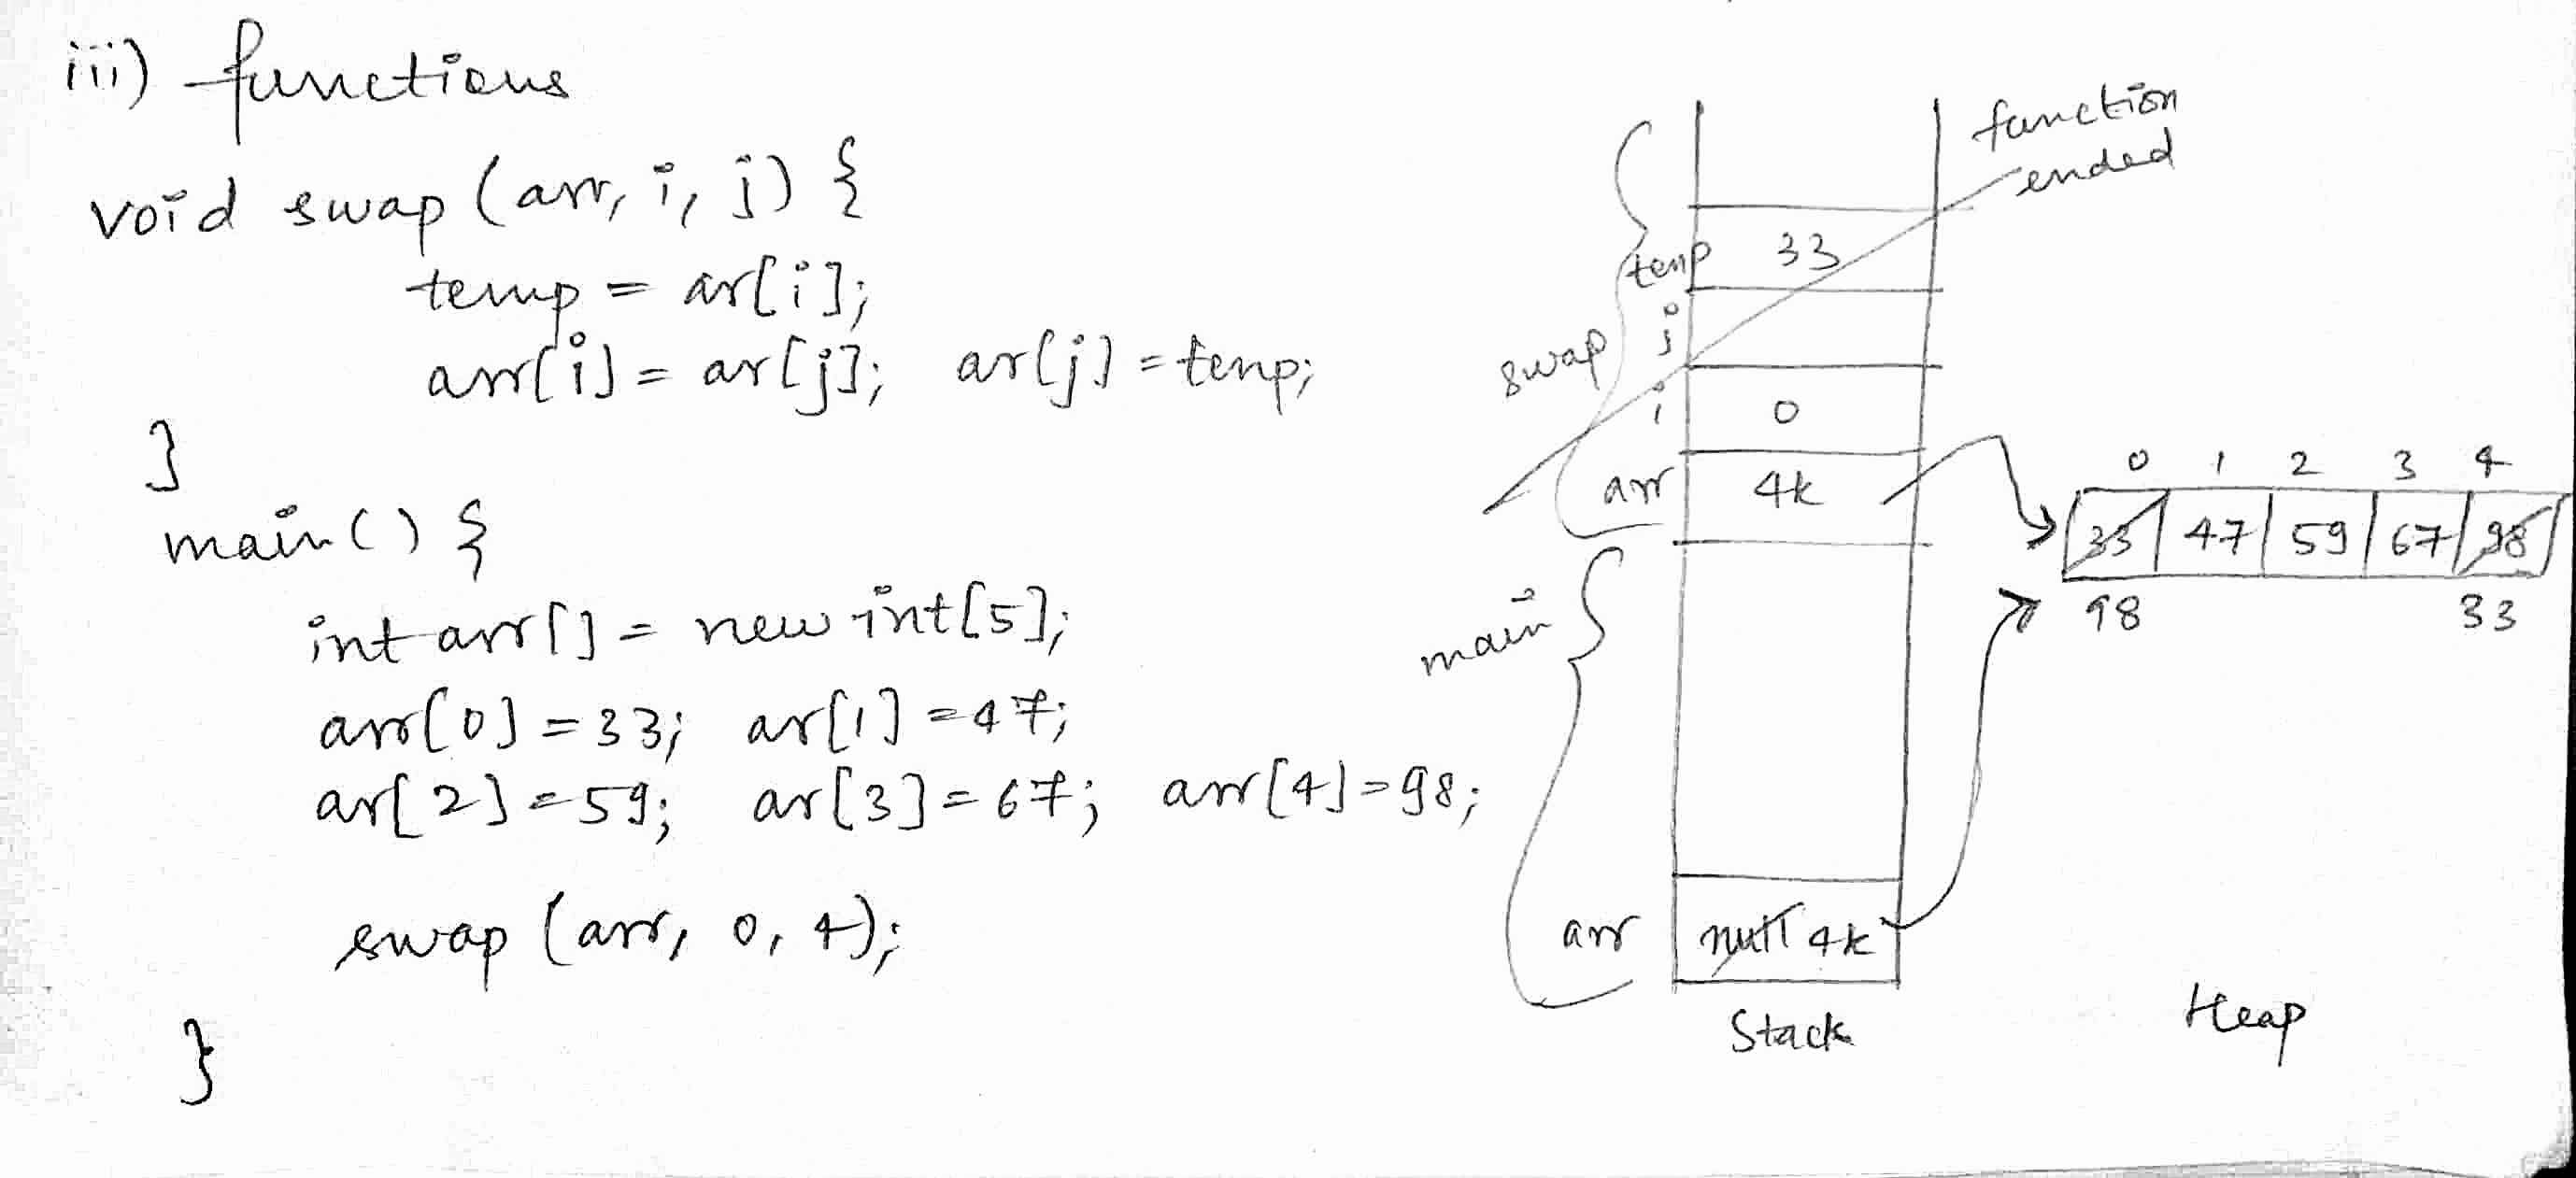 iii) functions
void swap (arr, i, j) {
temp = ar[i];
arr[i] = ar[j]; ar[j] = temp;
}
main() {
int arr[] = new int[5];
arr[0] = 33; ar[1] = 47;
ar[2] = 59; ar[3] = 67; arr[4] = 98;
swap (arr, 0, 4);
}
function
ended
temp 33
j
swap
i 0
arr 4k
main
arr null 4k
Stack
0 1 2 3 4
33 47 59 67 98
98 33
Heap